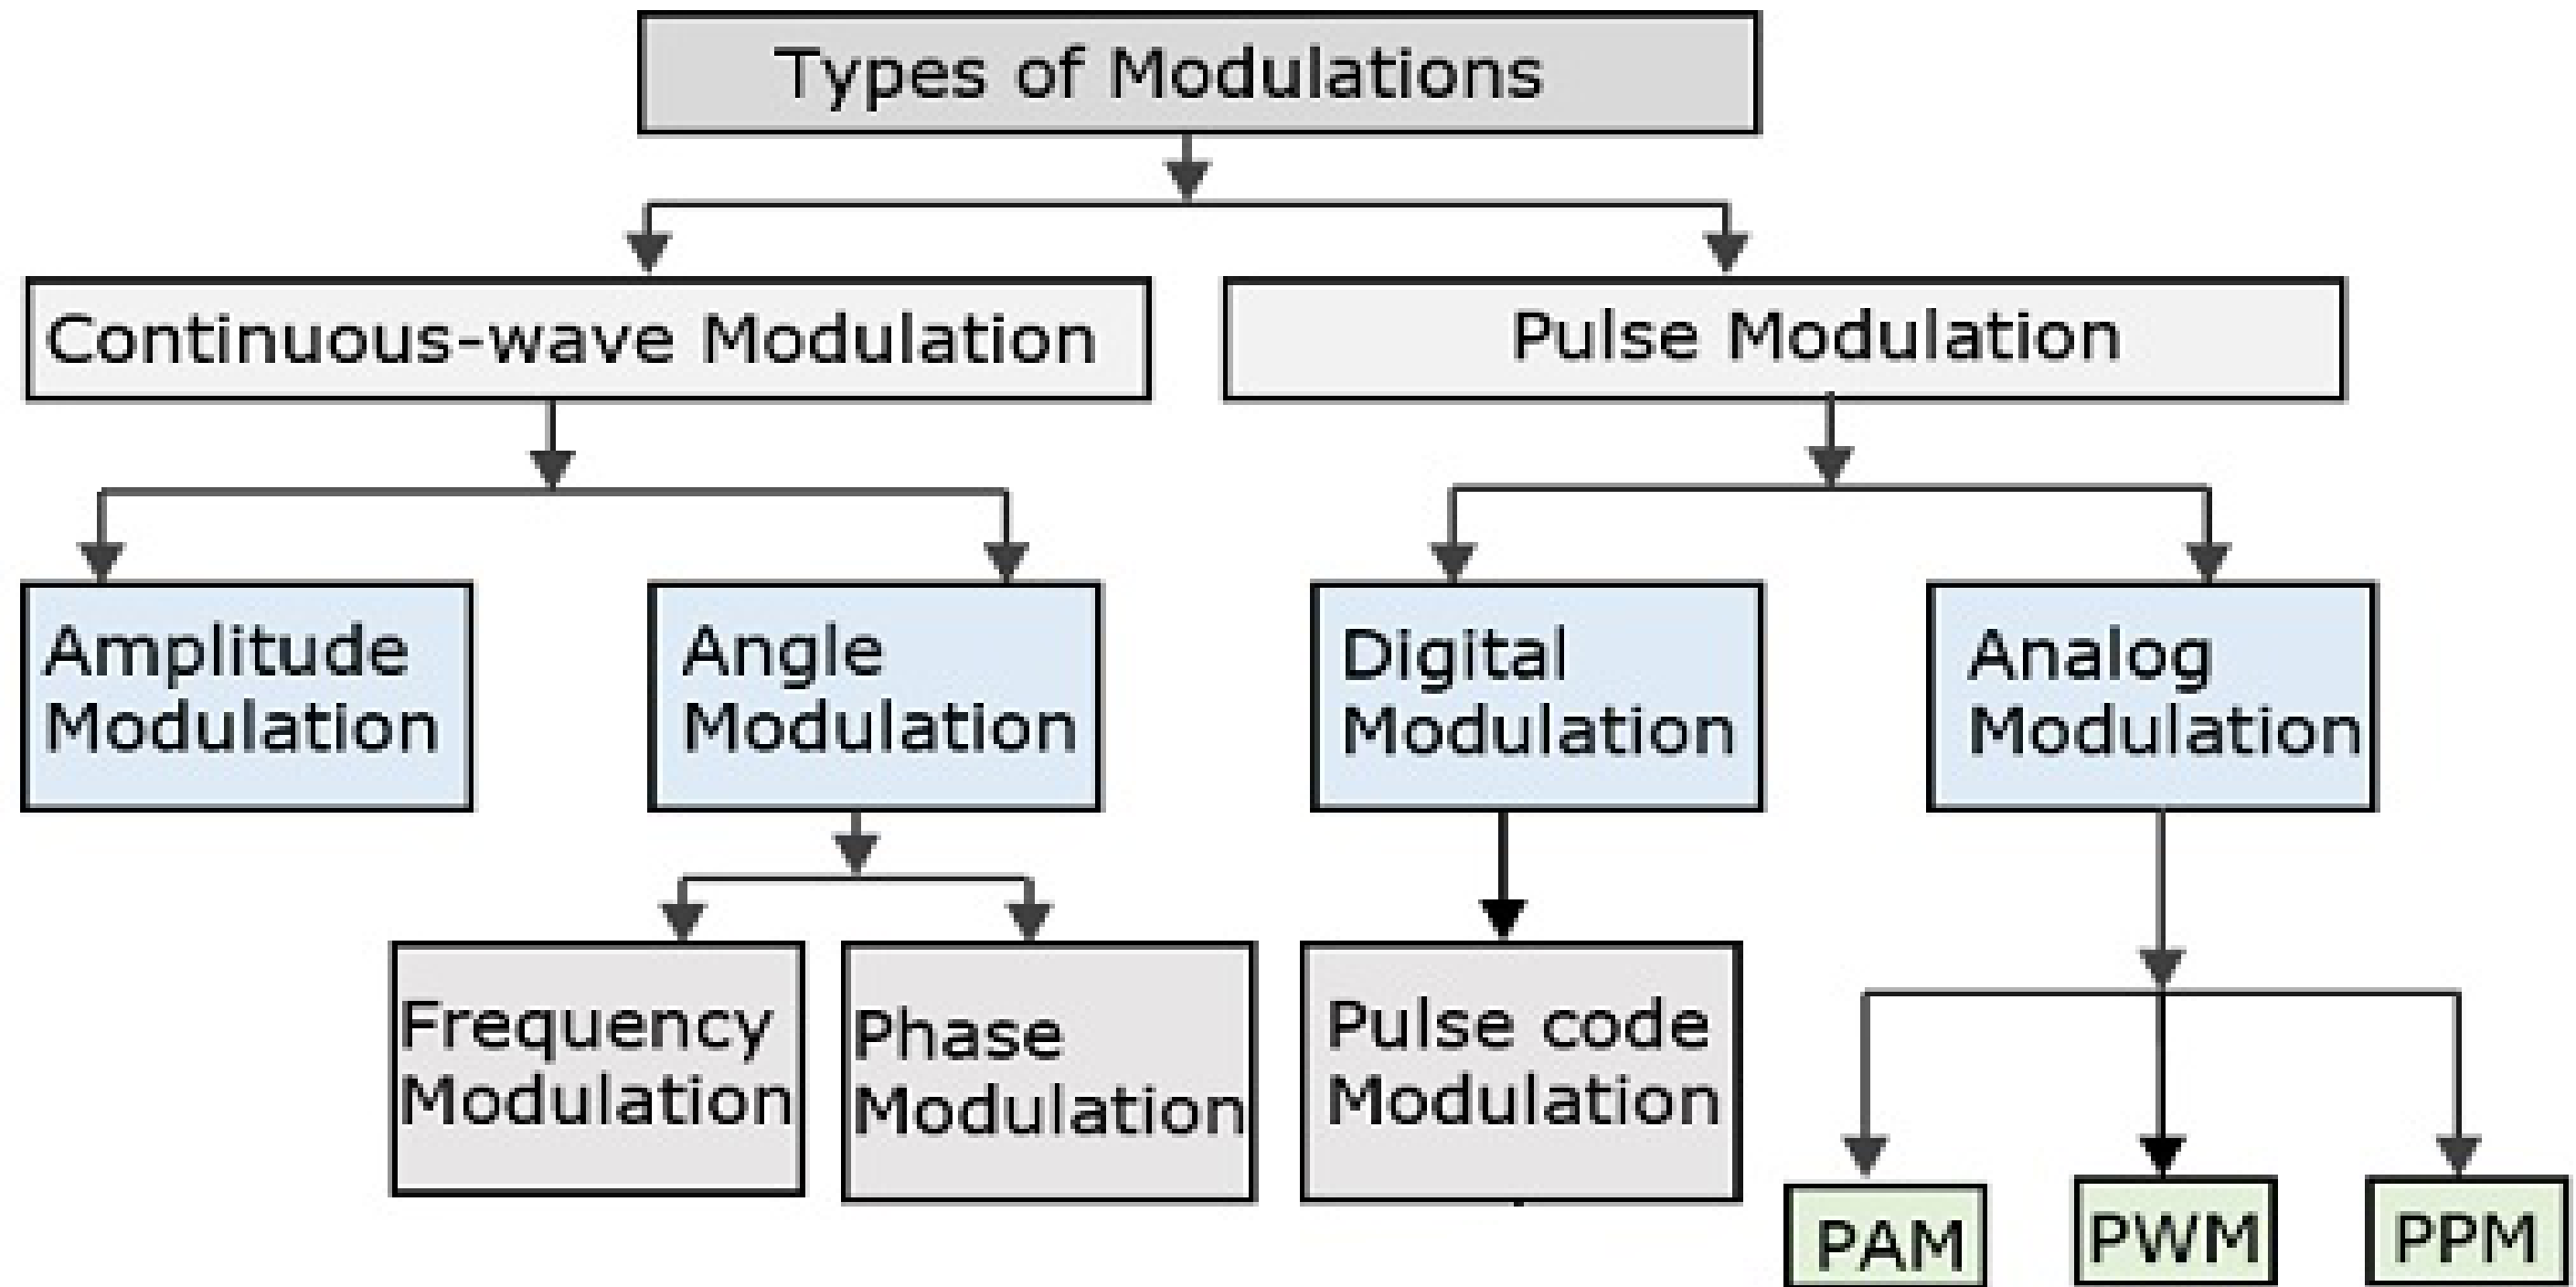 Types of Modulations
Continuous-wave Modulation
Pulse Modulation
Amplitude
Modulation
Angle
Modulation
Digital
Modulation
Analog
Modulation
Frequency
Modulation
Phase
Modulation
Pulse code
Modulation
PAM
PWM
PPM